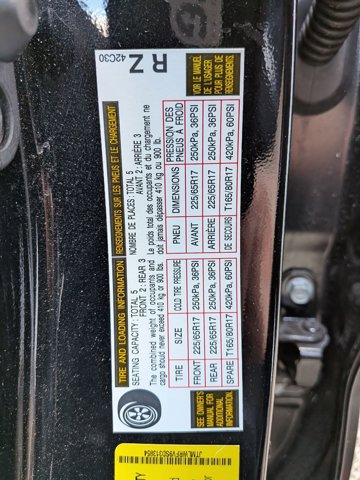 TIRE AND LOADING INFORMATION
SEATING CAPACITY : TOTAL 5
FRONT 2 : REAR 3
The combined weight of occupants and
cargo should never exceed 410 kg or 900 lb.
TIRE SIZE COLD TIRE PRESSURE
FRONT 225/65R17 250kPa, 36PSI
REAR 225/65R17 250kPa, 36PSI
SPARE T165/80R17 420kPa, 60PSI
SEE OWNER'S
MANUAL FOR
ADDITIONAL
INFORMATION
RENSEIGNEMENTS SUR LES PNEUS ET LE CHARGEMENT
NOMBRE DE PLACES : TOTAL 5
AVANT 2 : ARRIÈRE 3
Le poids total des occupants et du chargement ne
doit jamais dépasser 410 kg ou 900 lb.
PNEU DIMENSIONS PRESSION DES
PNEUS À FROID
AVANT 225/65R17 250kPa, 36PSI
ARRIÈRE 225/65R17 250kPa, 36PSI
DE SECOURS T165/80R17 420kPa, 60PSI
VOIR LE MANUEL
DE L'USAGER
POUR PLUS DE
RENSEIGNEMENTS
42C30
R Z